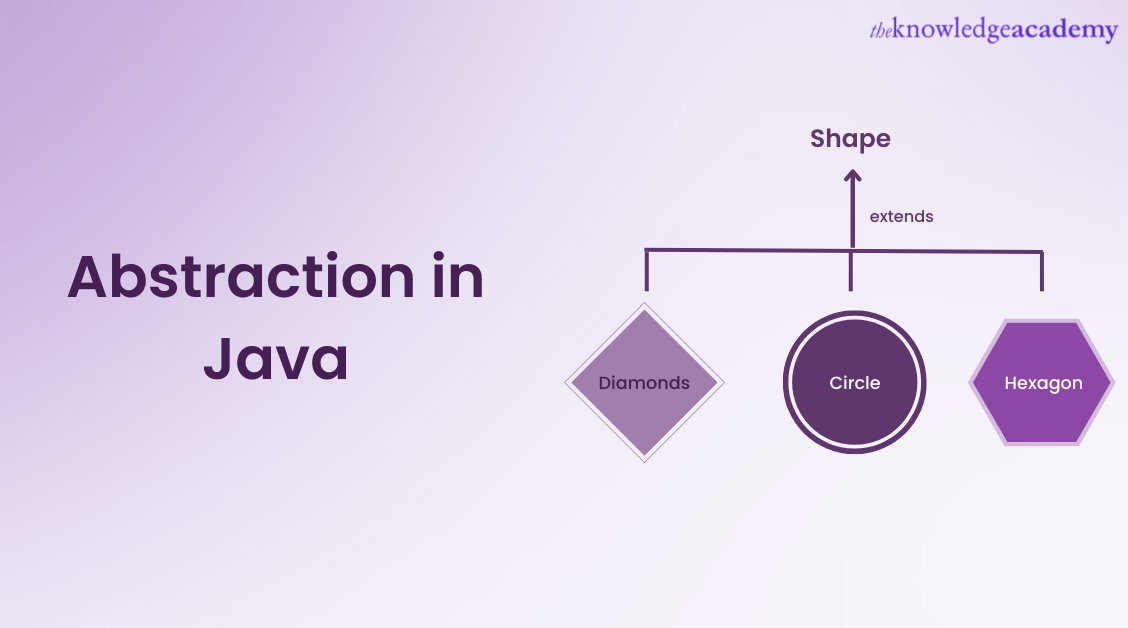 theknowledgeacademy
Shape
extends
Abstraction in
Java
Diamonds
Circle
Hexagon